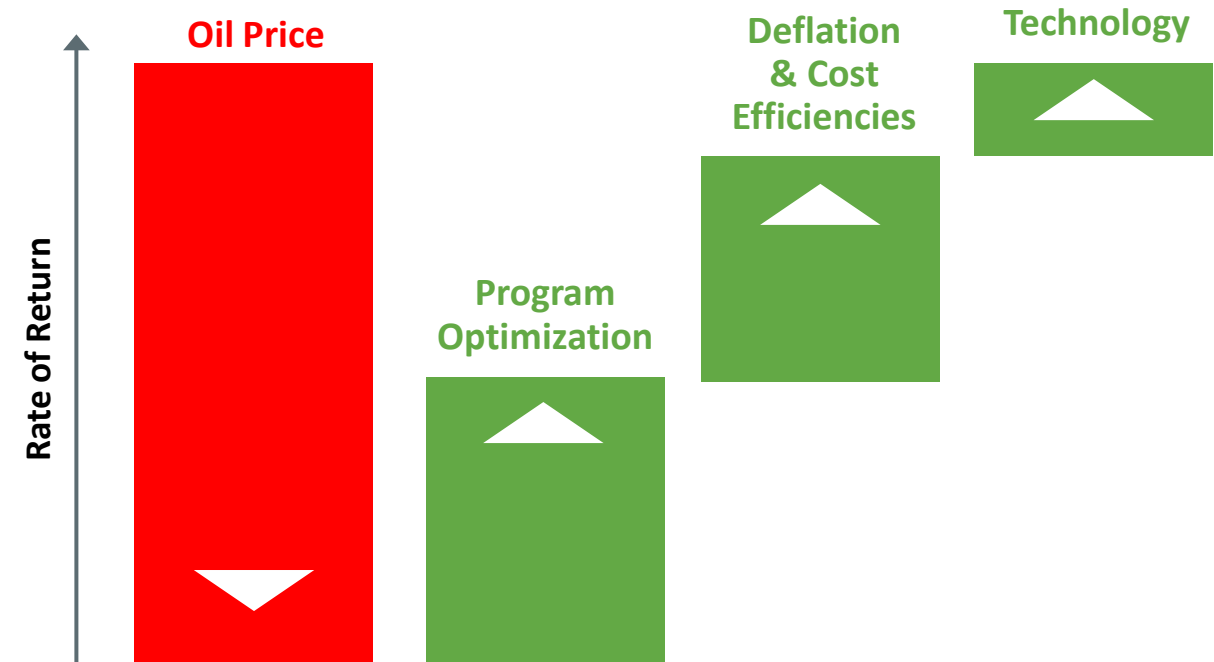 Oil Price
Deflation
& Cost
Efficiencies
Technology
Program
Optimization
Rate of Return